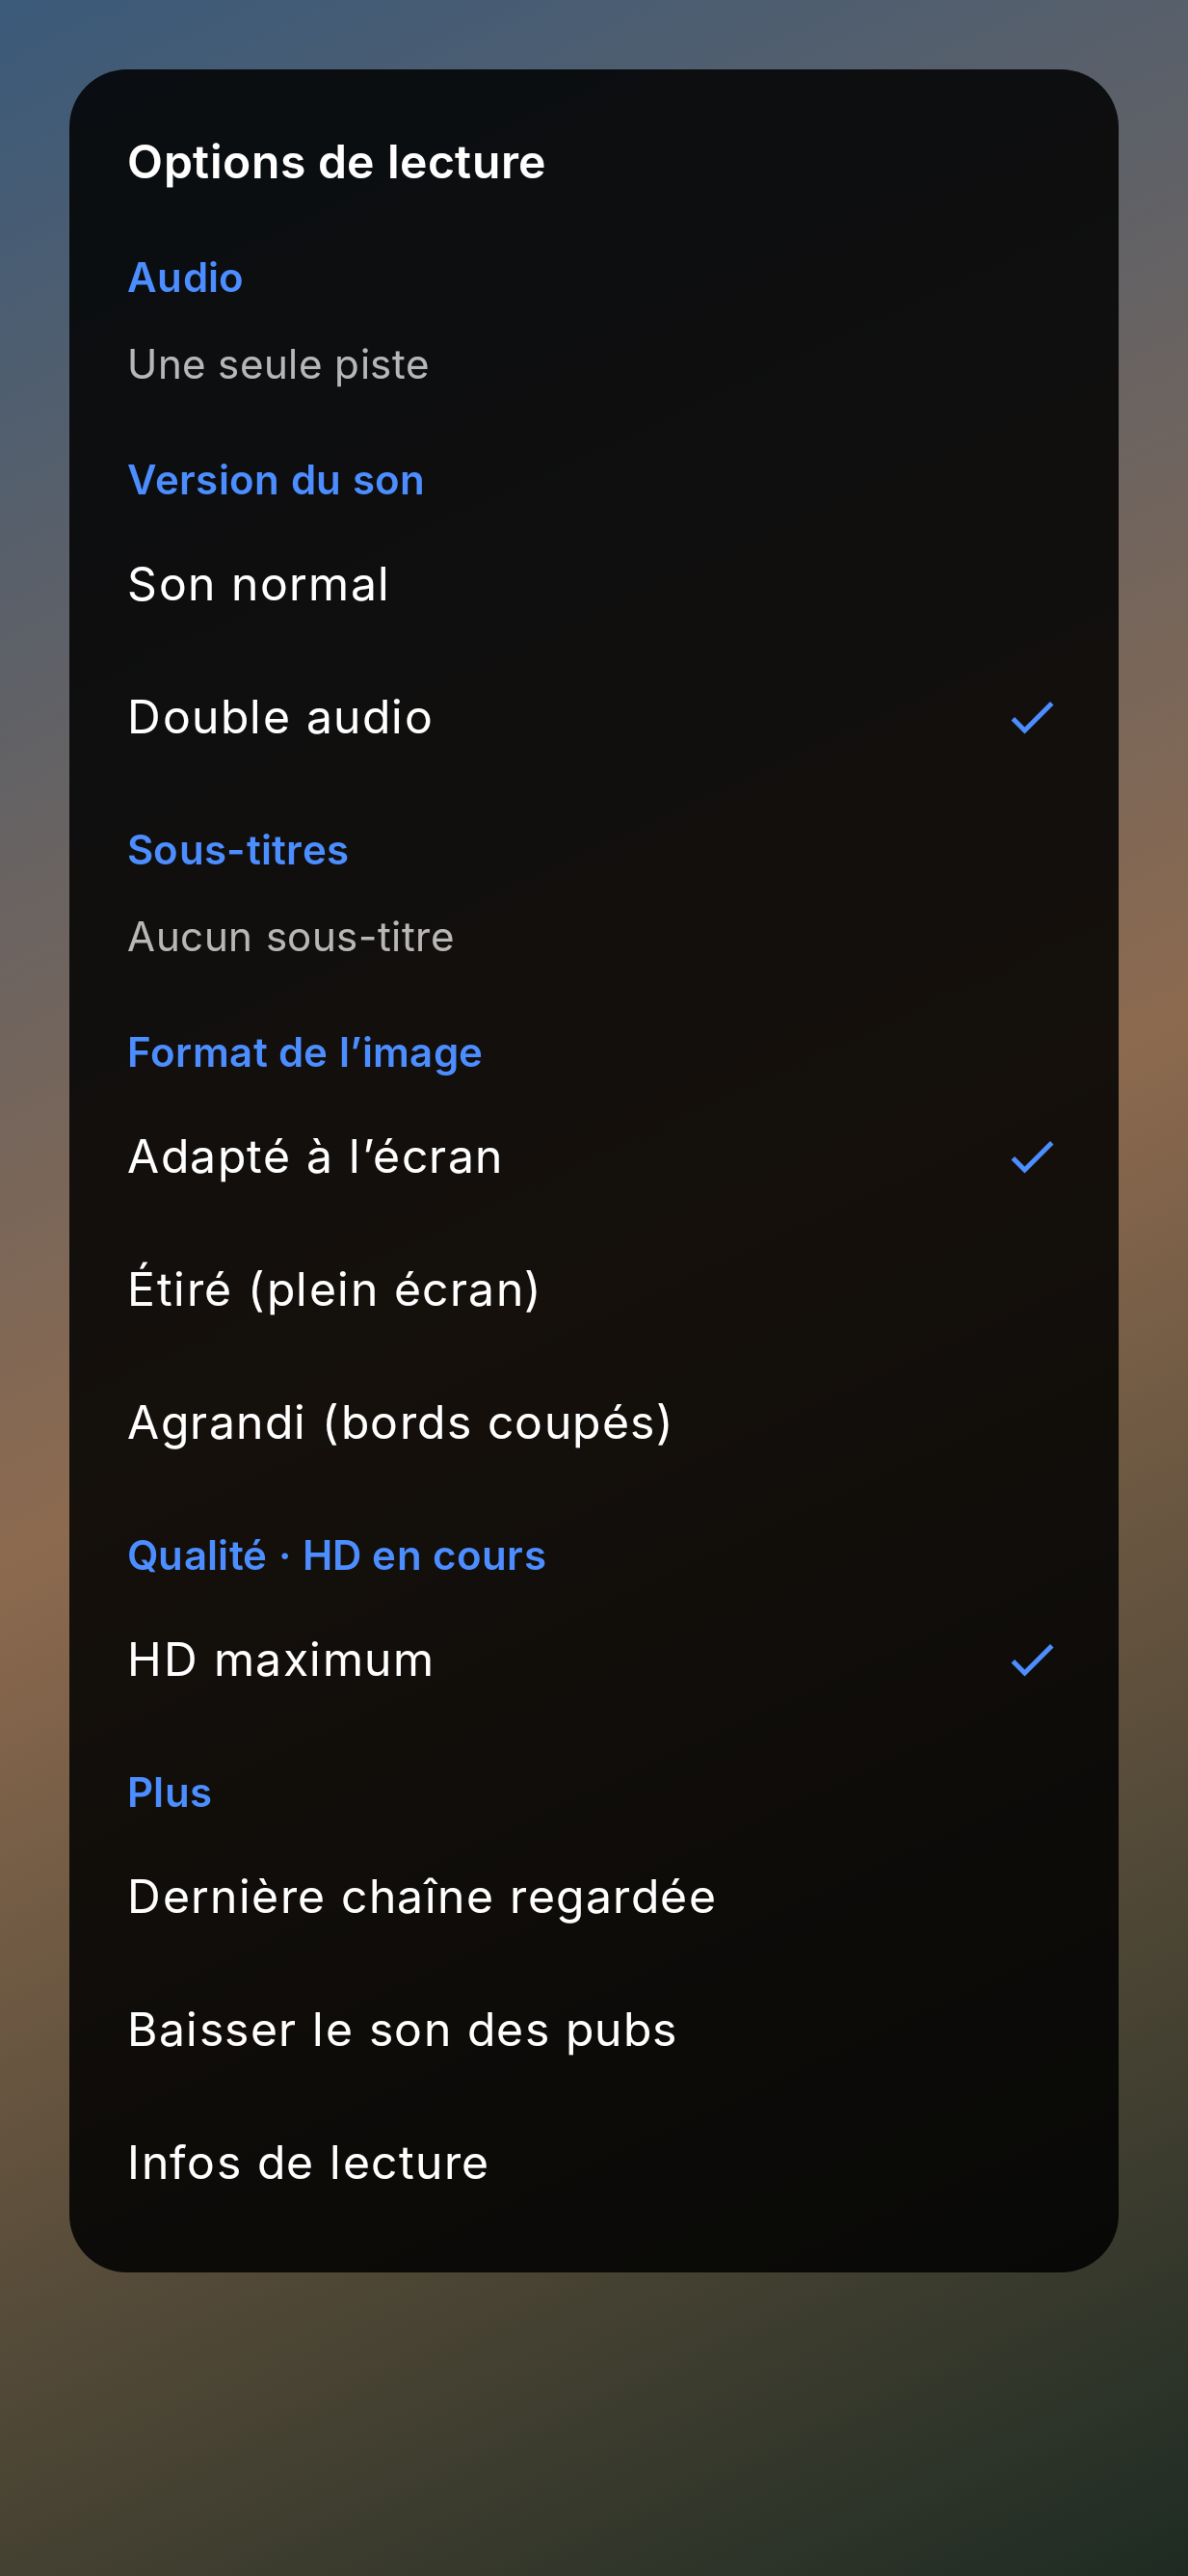 Options de lecture
Audio
Une seule piste
Version du son
Son normal
Double audio
Sous-titres
Aucun sous-titre
Format de l’image
Adapté à l’écran
Étiré (plein écran)
Agrandi (bords coupés)
Qualité · HD en cours
HD maximum
Plus
Dernière chaîne regardée
Baisser le son des pubs
Infos de lecture